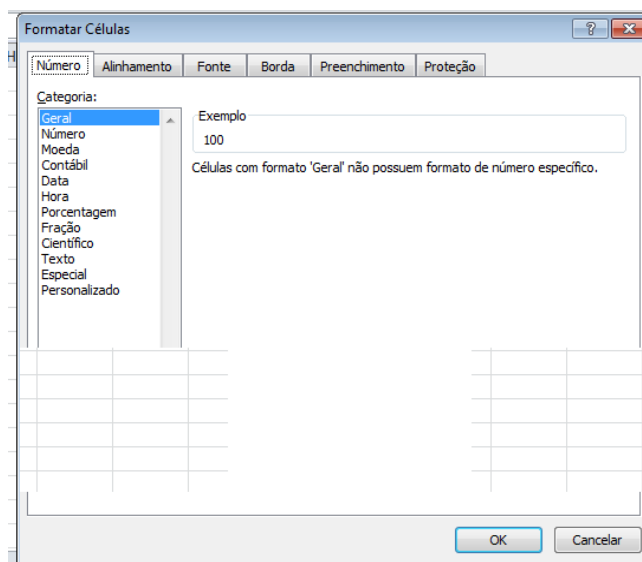 Formatar Células
H
Número Alinhamento Fonte Borda Preenchimento Proteção
Categoria:
Geral
Número
Moeda
Contábil
Data
Hora
Porcentagem
Fração
Científico
Texto
Especial
Personalizado
Exemplo
100
Células com formato 'Geral' não possuem formato de número específico.
OK Cancelar